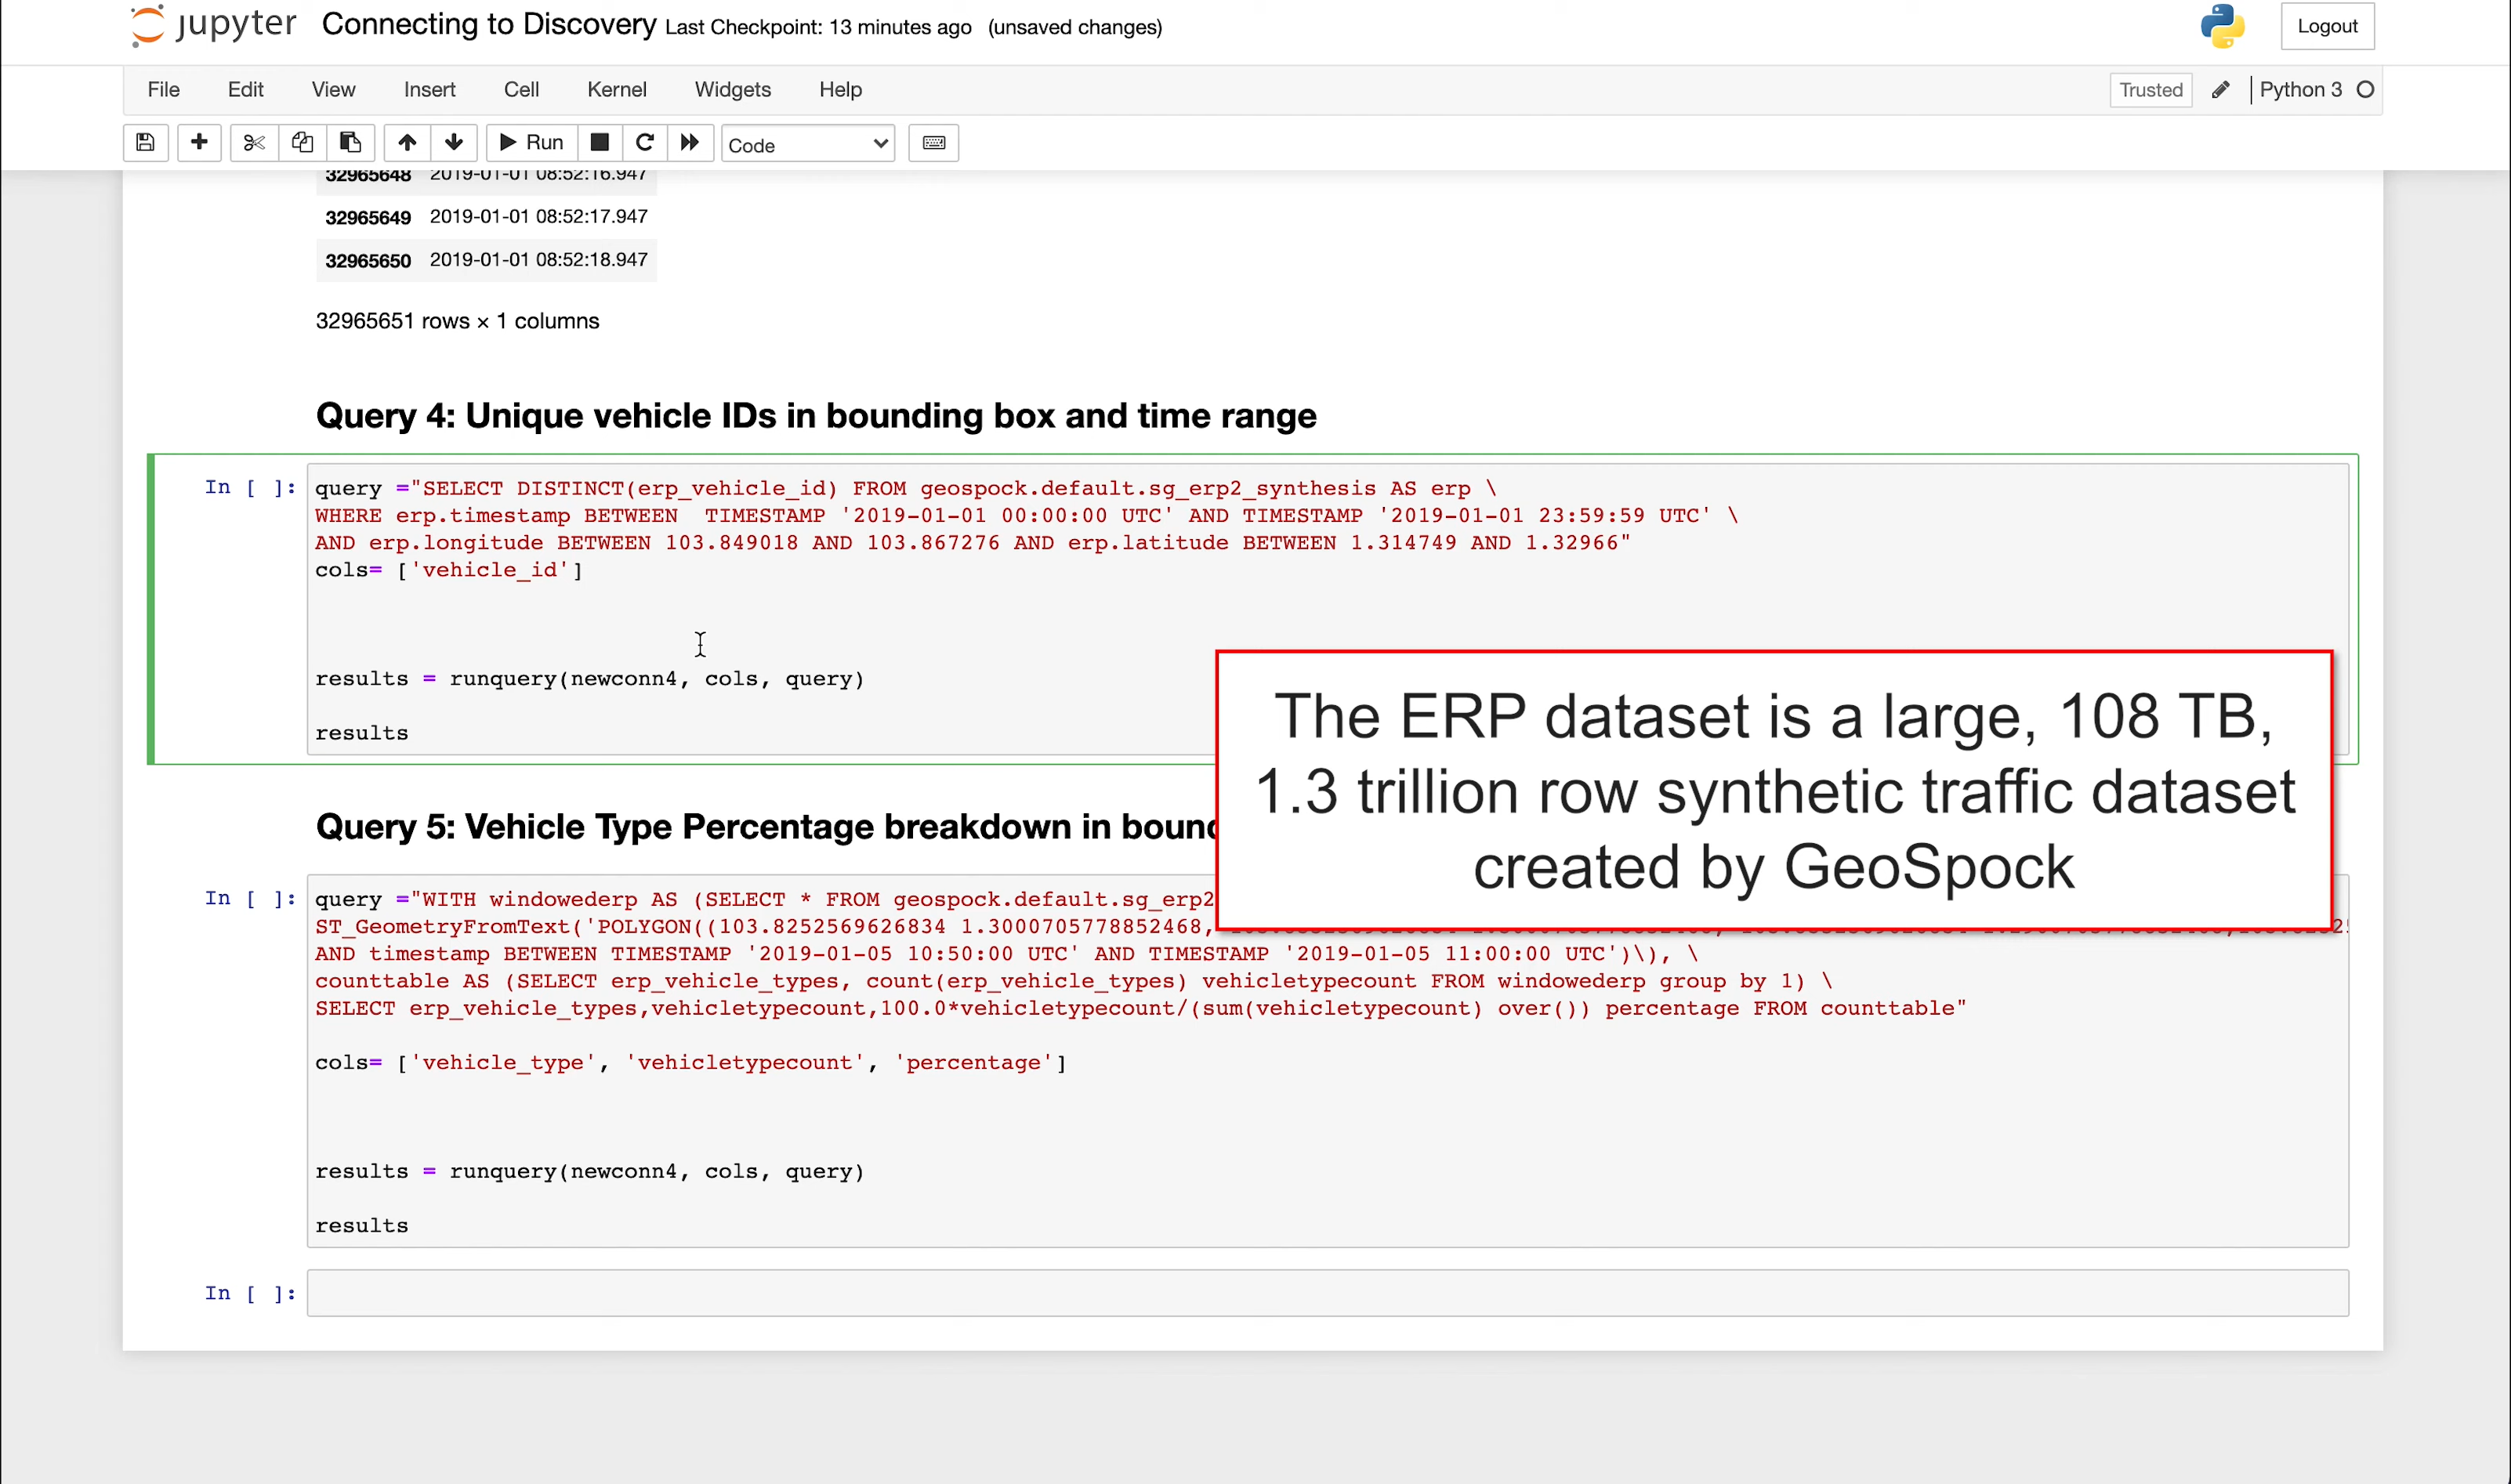 jupyter Connecting to Discovery Last Checkpoint: 13 minutes ago (unsaved changes) Logout
File Edit View Insert Cell Kernel Widgets Help Trusted Python 3
Run Code
32965648 2019-01-01 08:52:16.947
32965649 2019-01-01 08:52:17.947
32965650 2019-01-01 08:52:18.947
32965651 rows × 1 columns
Query 4: Unique vehicle IDs in bounding box and time range
In [ ]: query ="SELECT DISTINCT(erp_vehicle_id) FROM geospock.default.sg_erp2_synthesis AS erp \
WHERE erp.timestamp BETWEEN  TIMESTAMP '2019-01-01 00:00:00 UTC' AND TIMESTAMP '2019-01-01 23:59:59 UTC' \
AND erp.longitude BETWEEN 103.849018 AND 103.867276 AND erp.latitude BETWEEN 1.314749 AND 1.32966"
cols= ['vehicle_id']
results = runquery(newconn4, cols, query)
results
The ERP dataset is a large, 108 TB,
1.3 trillion row synthetic traffic dataset
created by GeoSpock
Query 5: Vehicle Type Percentage breakdown in boun
In [ ]: query ="WITH windowederp AS (SELECT * FROM geospock.default.sg_erp2
ST_GeometryFromText('POLYGON((103.8252569626834 1.3000705778852468,
AND timestamp BETWEEN TIMESTAMP '2019-01-05 10:50:00 UTC' AND TIMESTAMP '2019-01-05 11:00:00 UTC')\), \
counttable AS (SELECT erp_vehicle_types, count(erp_vehicle_types) vehicletypecount FROM windowederp group by 1) \
SELECT erp_vehicle_types,vehicletypecount,100.0*vehicletypecount/(sum(vehicletypecount) over()) percentage FROM counttable"
cols= ['vehicle_type', 'vehicletypecount', 'percentage']
results = runquery(newconn4, cols, query)
results
In [ ]: